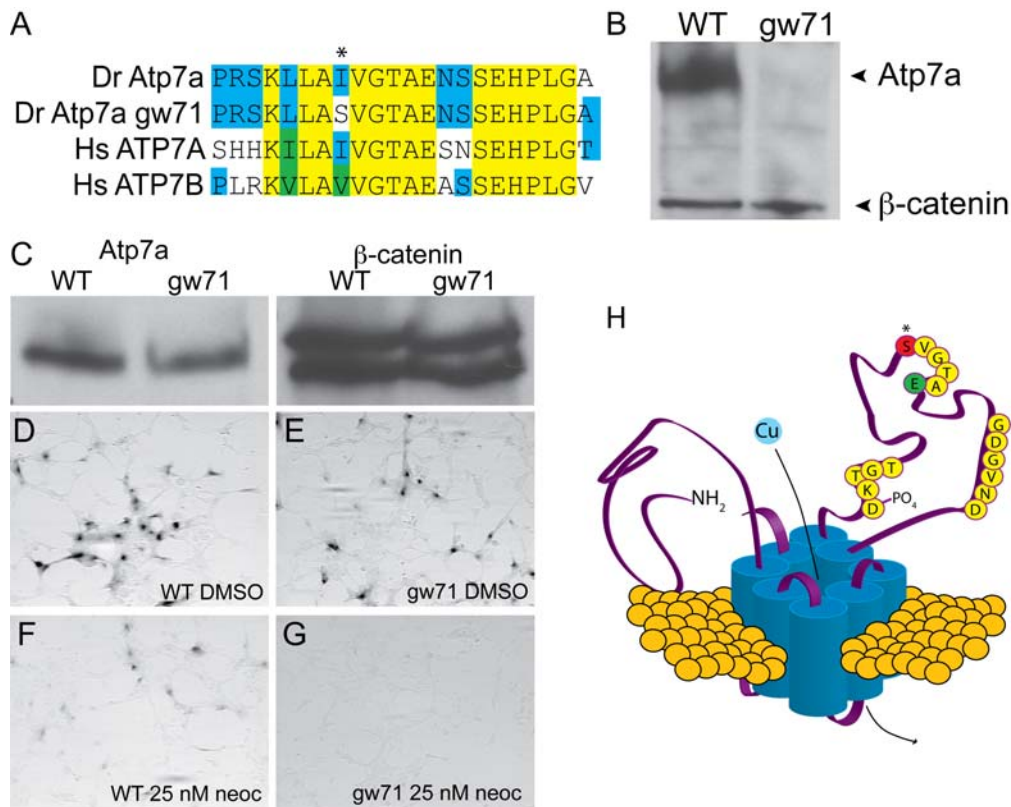 A
*
Dr Atp7a PRSKLLAIVGTAENSSEHPLGA
Dr Atp7a gw71 PRSKLLASVGTAENSSEHPLGA
Hs ATP7A SHHKILAIVGTAESNSEHPLGT
Hs ATP7B PLRKVLAVVGTAEASSEHPLGV
B
WT gw71
Atp7a
β-catenin
C
Atp7a β-catenin
WT gw71 WT gw71
D
WT DMSO
E
gw71 DMSO
F
WT 25 nM neoc
G
gw71 25 nM neoc
H
*
S V G T A E
Cu
NH2
T G T K D
PO4
G D G V N D